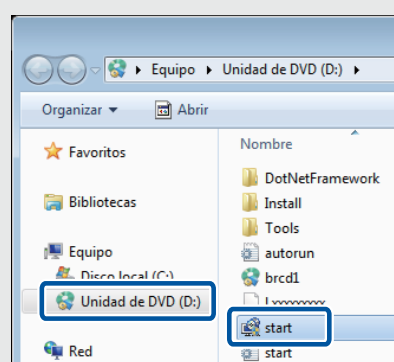 Equipo ▸ Unidad de DVD (D:) ▸
Organizar ▾ Abrir
Favoritos
Bibliotecas
Equipo
Disco local (C:)
Unidad de DVD (D:)
Red
Nombre
DotNetFramework
Install
Tools
autorun
brcd1
start
start